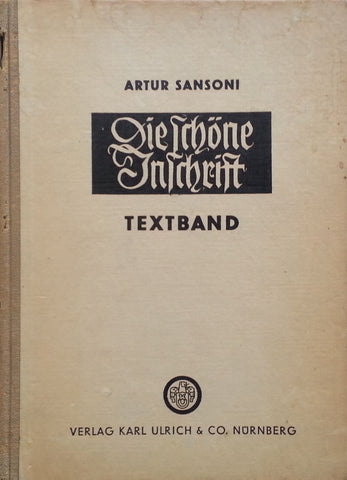 ARTUR SANSONI
Die schöne
Inschrift
TEXTBAND
VERLAG KARL ULRICH & CO. NÜRNBERG